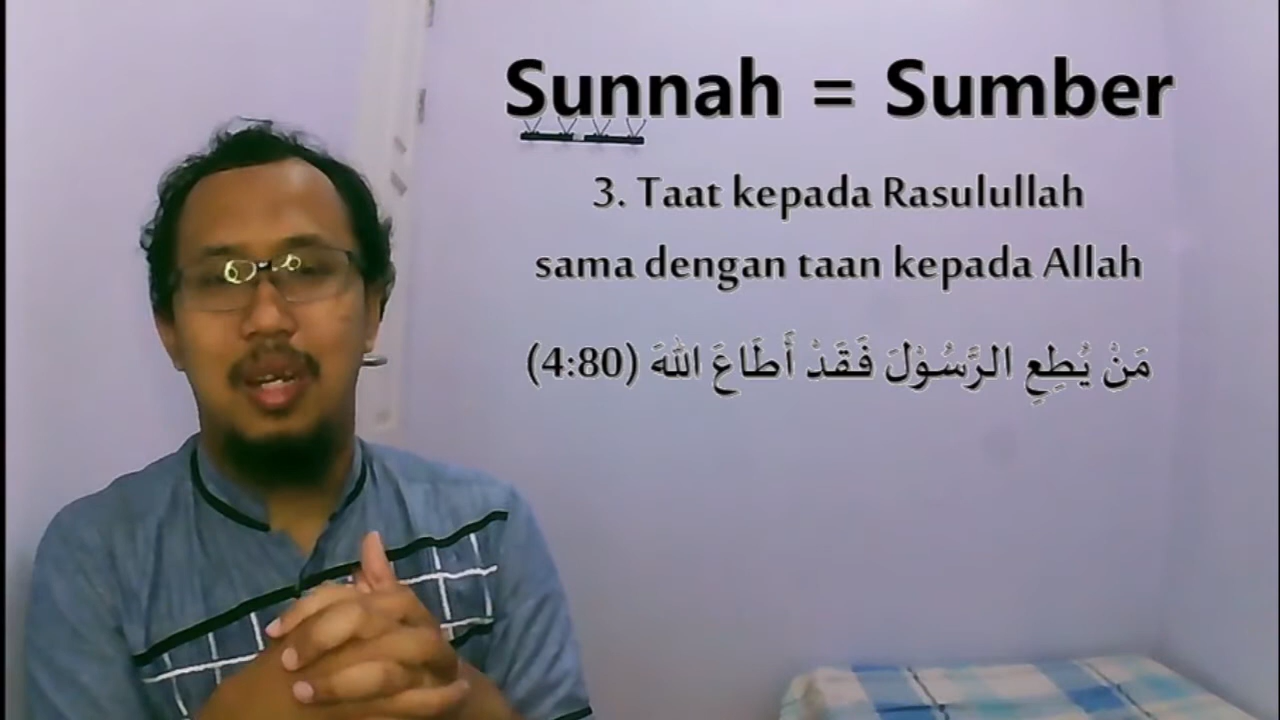 Sunnah = Sumber
3. Taat kepada Rasulullah
sama dengan taan kepada Allah
مَنْ يُطِعِ الرَّسُوْلَ فَقَدْ أَطَاعَ اللهَ (4:80)